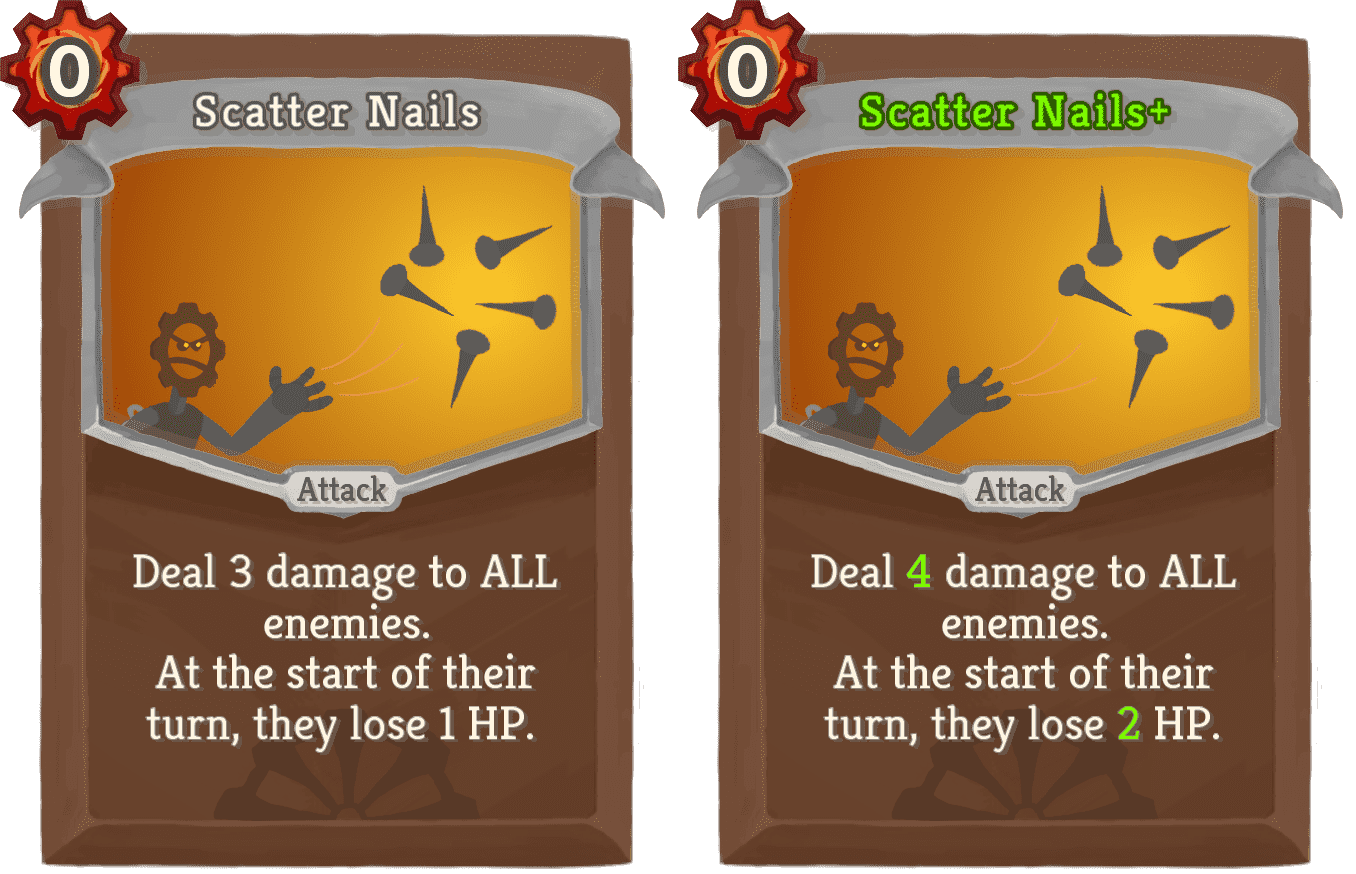 0
Scatter Nails
Attack
Deal 3 damage to ALL
enemies.
At the start of their
turn, they lose 1 HP.
0
Scatter Nails+
Attack
Deal 4 damage to ALL
enemies.
At the start of their
turn, they lose 2 HP.